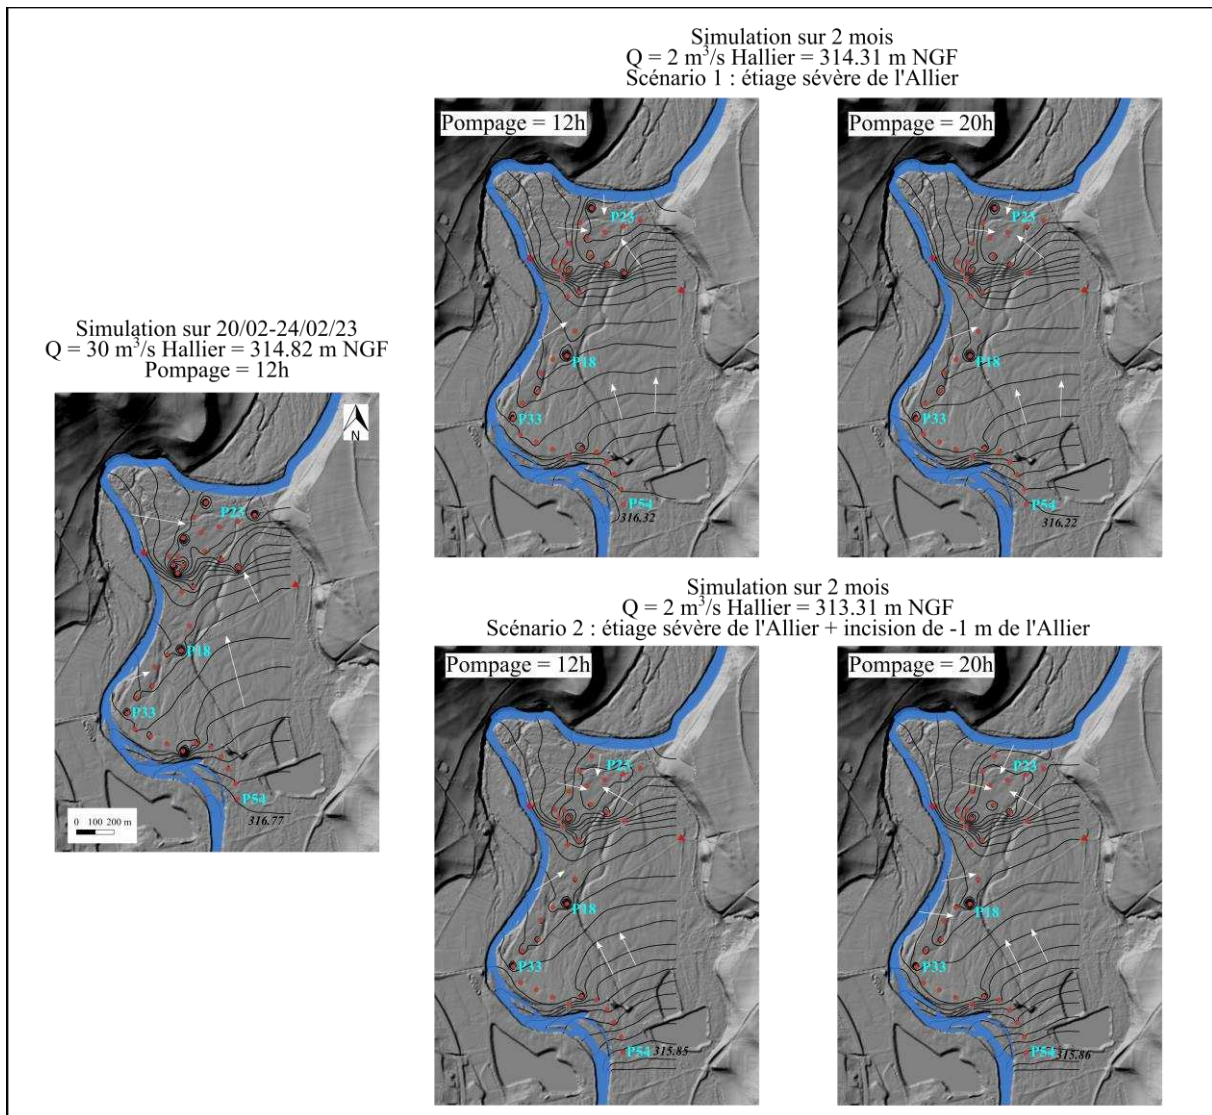 Simulation sur 2 mois
Q = 2 m³/s Hallier = 314.31 m NGF
Scénario 1 : étiage sévère de l'Allier
Pompage = 12h
P23
P18
P33
P54
316.32
Pompage = 20h
P23
P18
P33
P54
316.22
Simulation sur 20/02-24/02/23
Q = 30 m³/s Hallier = 314.82 m NGF
Pompage = 12h
N
P23
P18
P33
P54
316.77
0 100 200 m
Simulation sur 2 mois
Q = 2 m³/s Hallier = 313.31 m NGF
Scénario 2 : étiage sévère de l'Allier + incision de -1 m de l'Allier
Pompage = 12h
P23
P18
P33
P54 315.85
Pompage = 20h
P23
P18
P33
P54 315.86